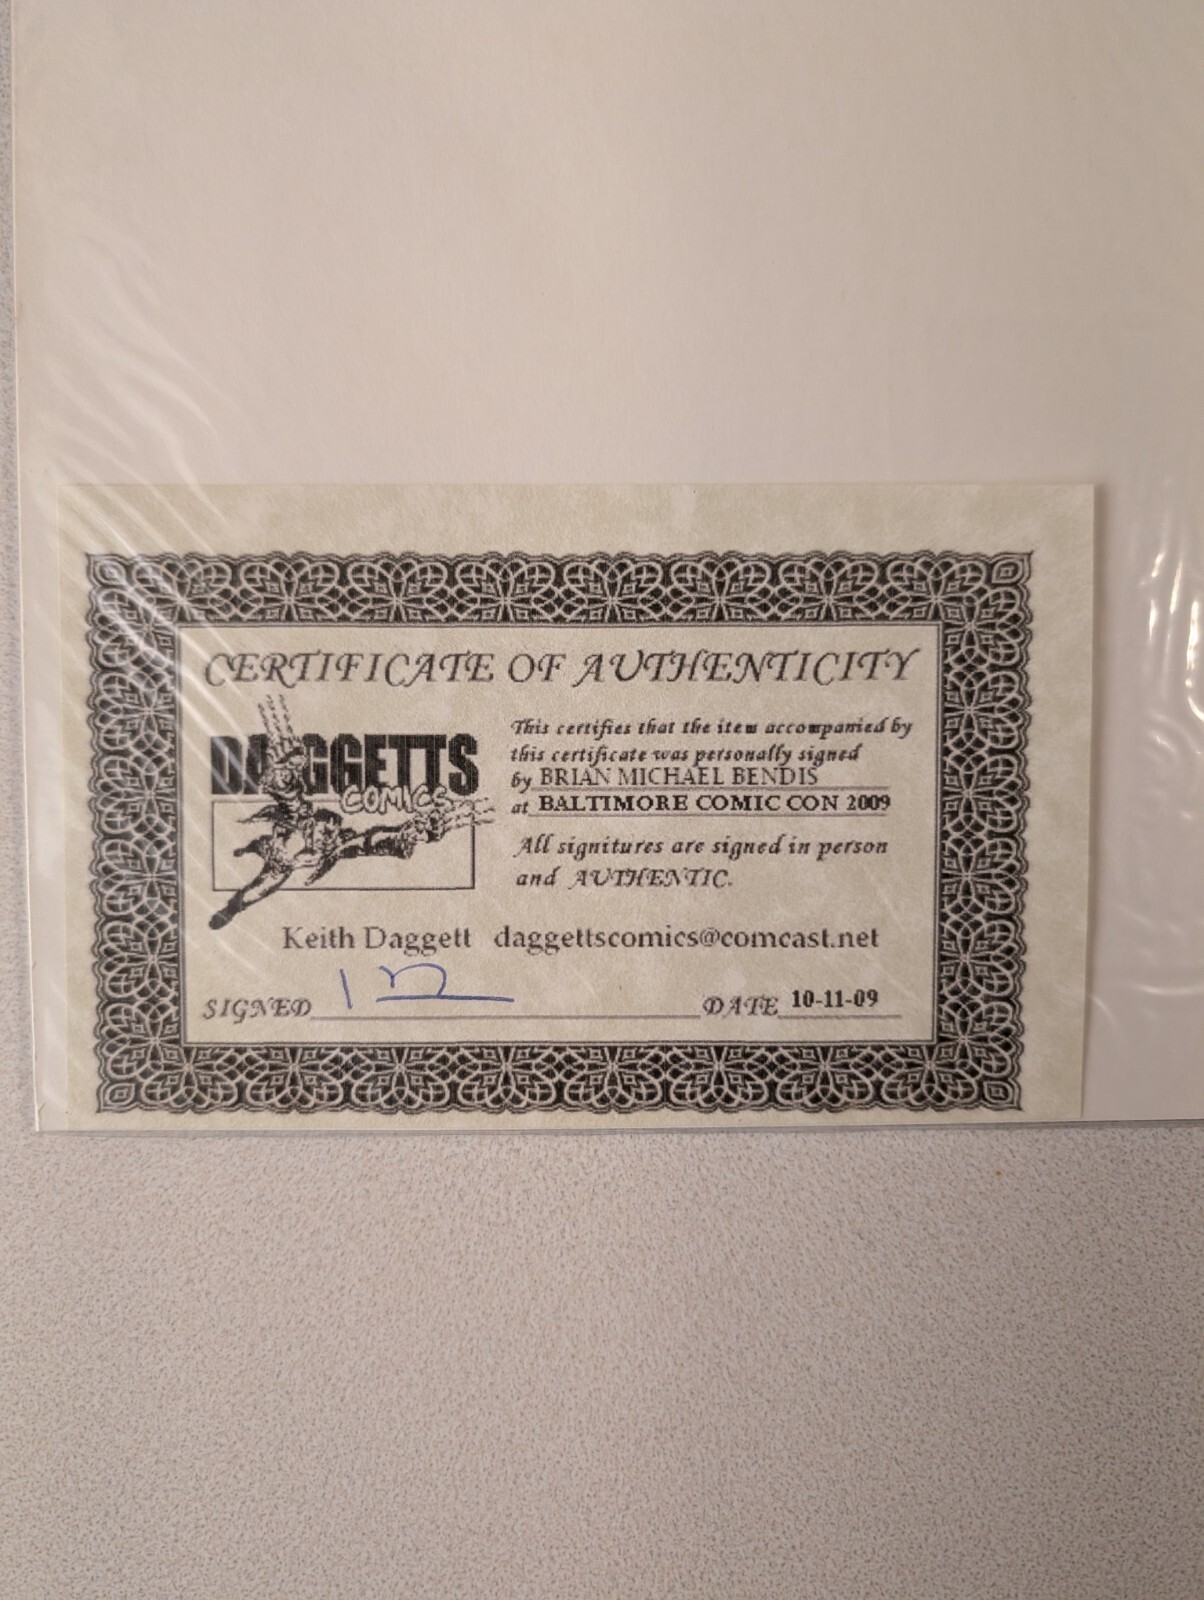 CERTIFICATE OF AUTHENTICITY
DAGGETTS
COMICS
This certifies that the item accompanied by
this certificate was personally signed
by BRIAN MICHAEL BENDIS
at BALTIMORE COMIC CON 2009
All signitures are signed in person
and AUTHENTIC.
Keith Daggett daggettscomics@comcast.net
SIGNED
DATE 10-11-09